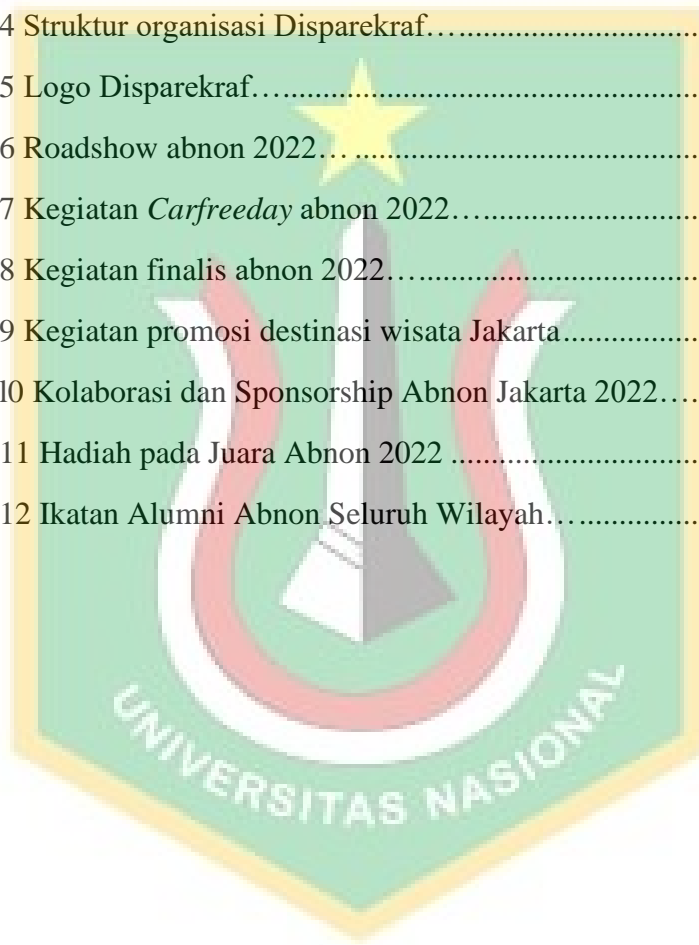 4 Struktur organisasi Disparekraf…..................................
5 Logo Disparekraf…....................................................
6 Roadshow abnon 2022… ...........................................
7 Kegiatan Carfreeday abnon 2022…...........................
8 Kegiatan finalis abnon 2022…...................................
9 Kegiatan promosi destinasi wisata Jakarta.................
10 Kolaborasi dan Sponsorship Abnon Jakarta 2022….
11 Hadiah pada Juara Abnon 2022 ...............................
12 Ikatan Alumni Abnon Seluruh Wilayah…...............
UNIVERSITAS NASIONAL